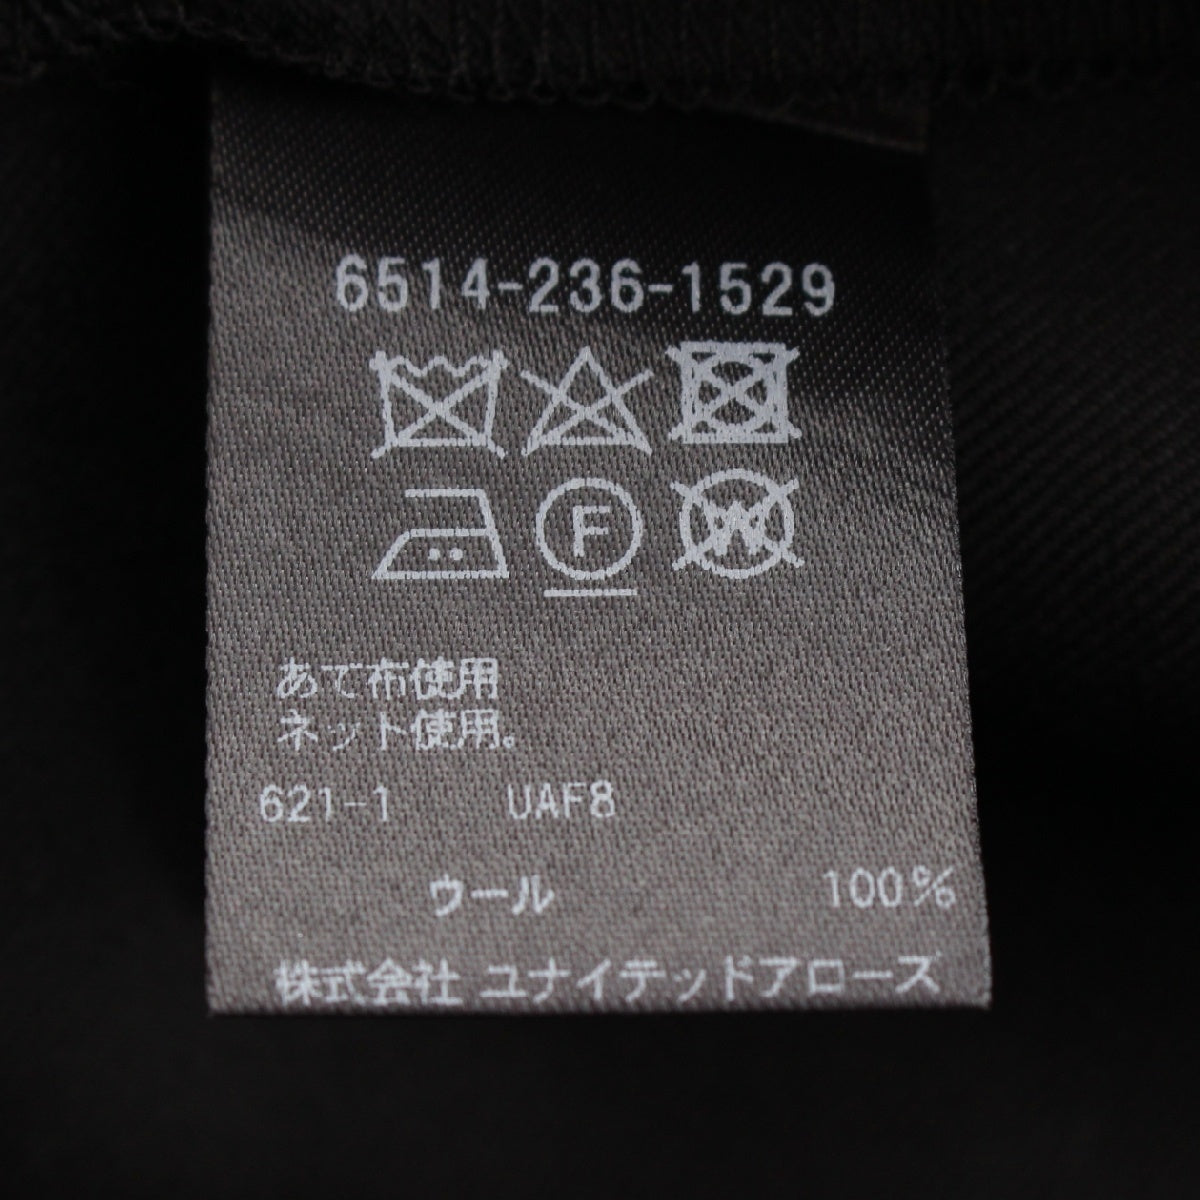 6514-236-1529
F W
あて布使用
ネット使用。
621-1 UAF8
ウール 100%
株式会社 ユナイテッドアローズ